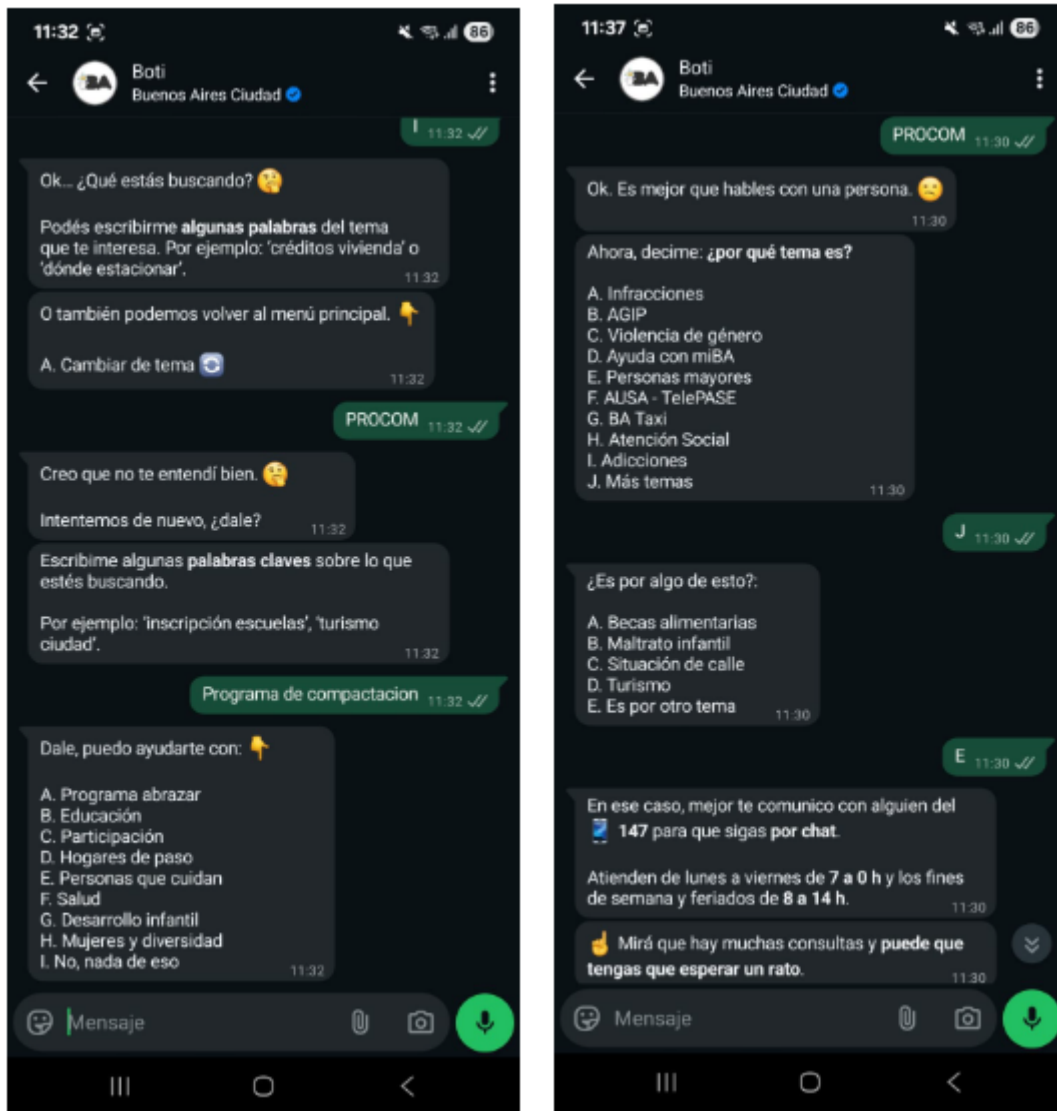 11:32
86
BA
Boti
Buenos Aires Ciudad
I 11:32
Ok... ¿Qué estás buscando? 🤔
Podés escribirme algunas palabras del tema
que te interesa. Por ejemplo: 'créditos vivienda' o
'dónde estacionar'.
11:32
O también podemos volver al menú principal. 👇
A. Cambiar de tema 🔄
11:32
PROCOM 11:32
Creo que no te entendí bien. 🤔
Intentemos de nuevo, ¿dale?
11:32
Escribime algunas palabras claves sobre lo que
estés buscando.
Por ejemplo: 'inscripción escuelas', 'turismo
ciudad'.
11:32
Programa de compactacion 11:32
Dale, puedo ayudarte con: 👇
A. Programa abrazar
B. Educación
C. Participación
D. Hogares de paso
E. Personas que cuidan
F. Salud
G. Desarrollo infantil
H. Mujeres y diversidad
I. No, nada de eso
11:32
Mensaje
11:37
86
BA
Boti
Buenos Aires Ciudad
PROCOM 11:30
Ok. Es mejor que hables con una persona. 😟
11:30
Ahora, decime: ¿por qué tema es?
A. Infracciones
B. AGIP
C. Violencia de género
D. Ayuda con miBA
E. Personas mayores
F. AUSA - TelePASE
G. BA Taxi
H. Atención Social
I. Adicciones
J. Más temas
11:30
J 11:30
¿Es por algo de esto?:
A. Becas alimentarias
B. Maltrato infantil
C. Situación de calle
D. Turismo
E. Es por otro tema
11:30
E 11:30
En ese caso, mejor te comunico con alguien del
📲 147 para que sigas por chat.
Atienden de lunes a viernes de 7 a 0 h y los fines
de semana y feriados de 8 a 14 h.
11:30
☝ Mirá que hay muchas consultas y puede que
tengas que esperar un rato.
11:30
Mensaje